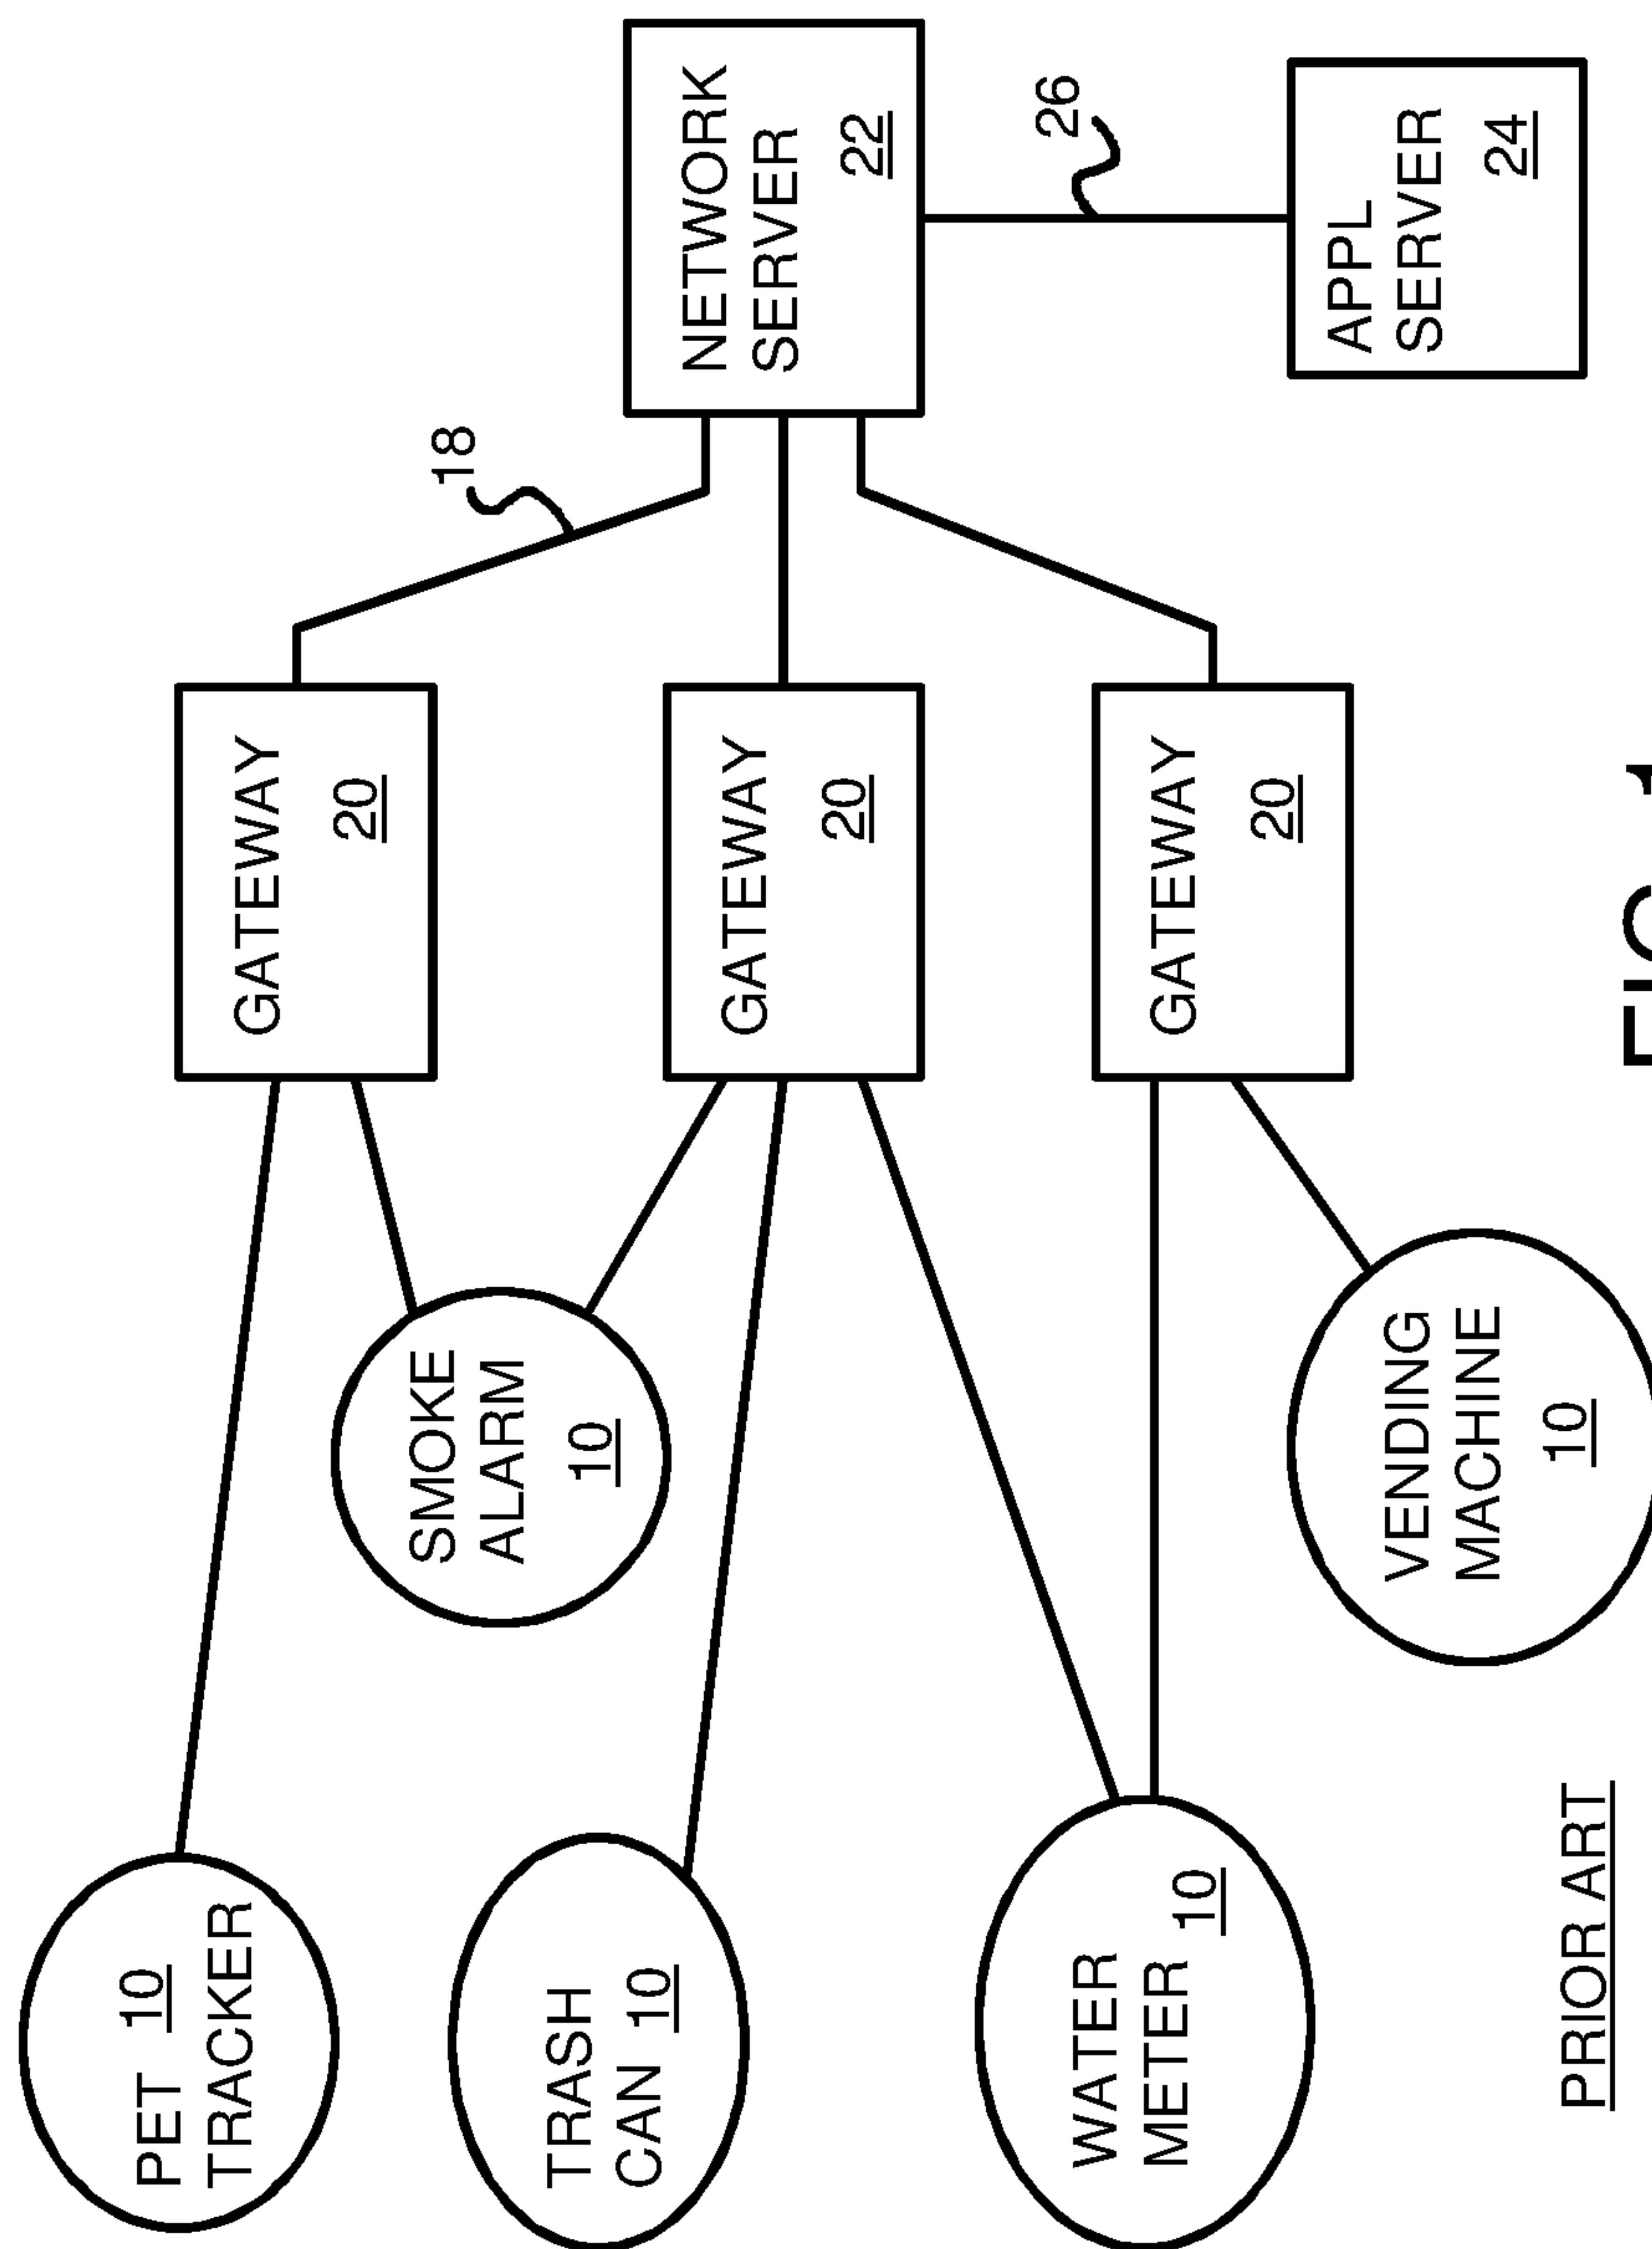 PET 10
TRACKER
SMOKE
ALARM
10
TRASH
CAN 10
WATER
METER 10
VENDING
MACHINE
10
GATEWAY
20
GATEWAY
20
GATEWAY
20
18
NETWORK
SERVER
22
26
APPL
SERVER
24
PRIOR ART